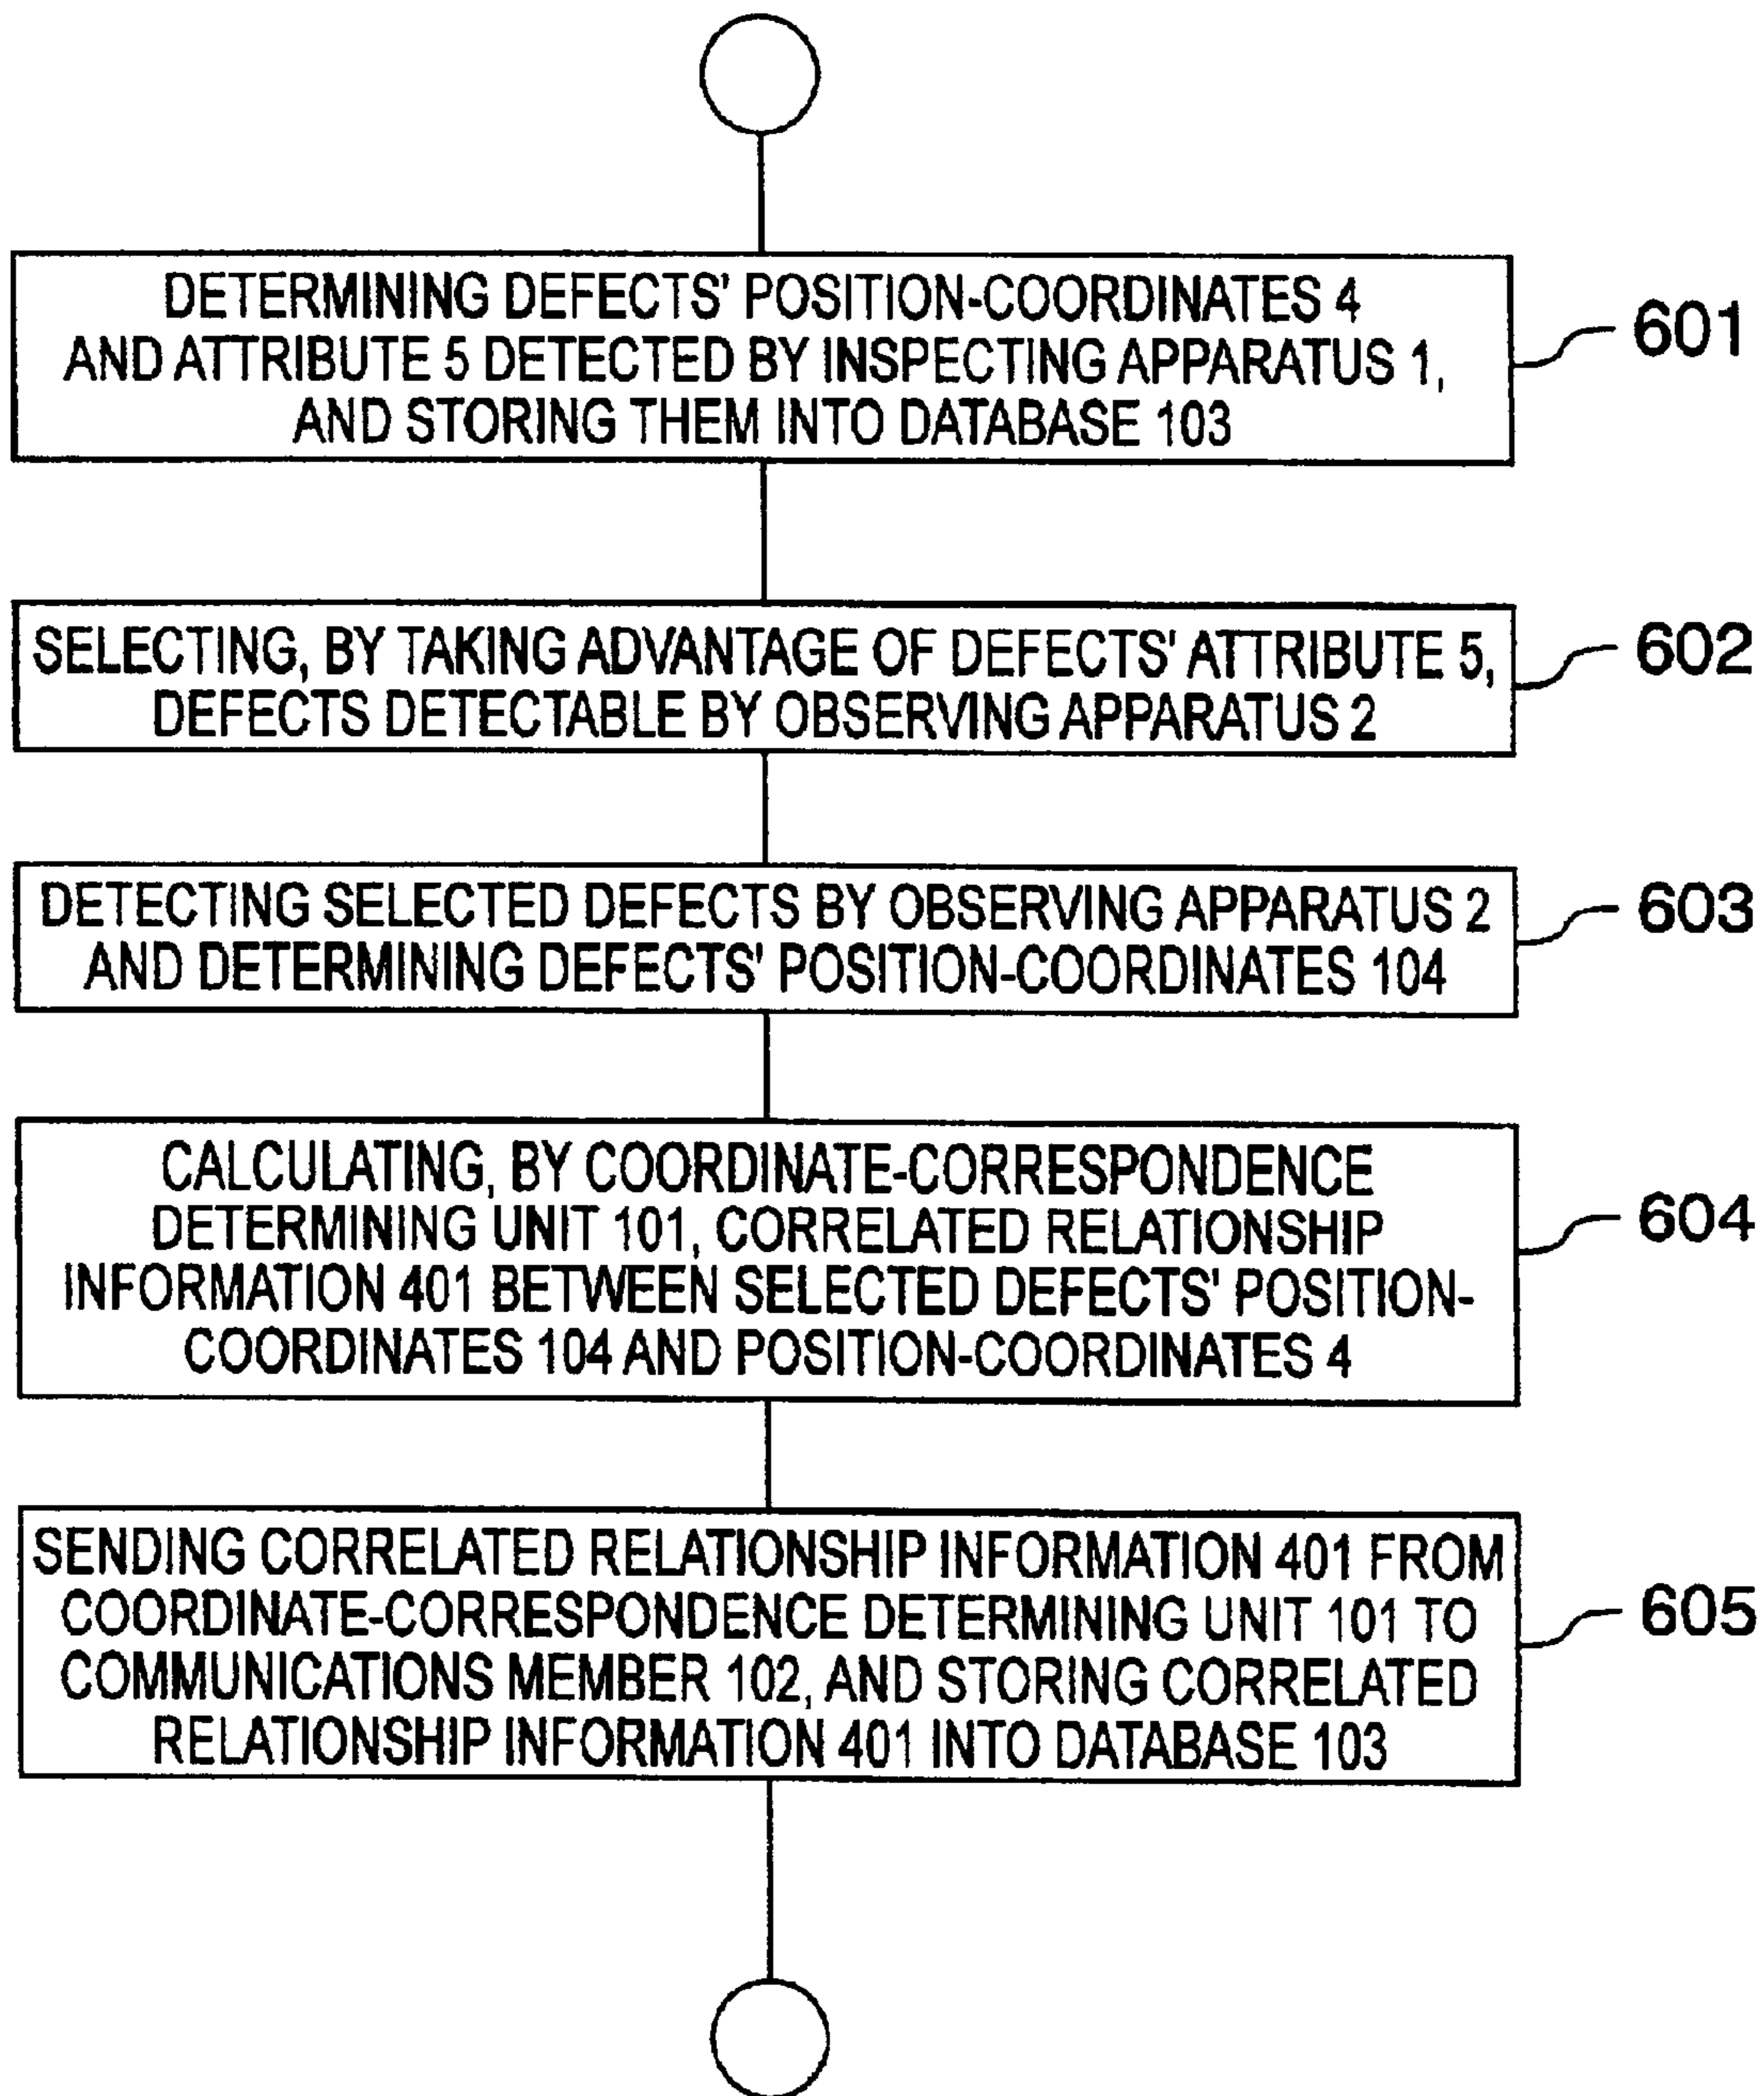 DETERMINING DEFECTS' POSITION-COORDINATES 4
AND ATTRIBUTE 5 DETECTED BY INSPECTING APPARATUS 1,
AND STORING THEM INTO DATABASE 103
601
SELECTING, BY TAKING ADVANTAGE OF DEFECTS' ATTRIBUTE 5,
DEFECTS DETECTABLE BY OBSERVING APPARATUS 2
602
DETECTING SELECTED DEFECTS BY OBSERVING APPARATUS 2
AND DETERMINING DEFECTS' POSITION-COORDINATES 104
603
CALCULATING, BY COORDINATE-CORRESPONDENCE
DETERMINING UNIT 101, CORRELATED RELATIONSHIP
INFORMATION 401 BETWEEN SELECTED DEFECTS' POSITION-
COORDINATES 104 AND POSITION-COORDINATES 4
604
SENDING CORRELATED RELATIONSHIP INFORMATION 401 FROM
COORDINATE-CORRESPONDENCE DETERMINING UNIT 101 TO
COMMUNICATIONS MEMBER 102, AND STORING CORRELATED
RELATIONSHIP INFORMATION 401 INTO DATABASE 103
605